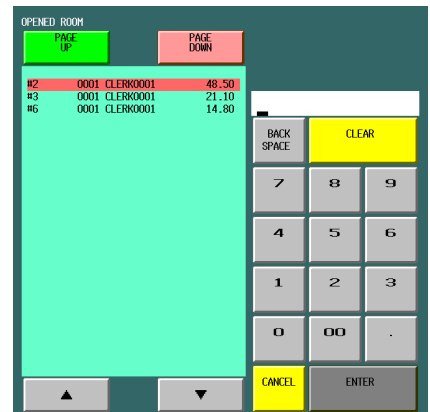 OPENED ROOM
PAGE UP
PAGE DOWN
#2 0001 CLERK0001 48.50
#3 0001 CLERK0001 21.10
#6 0001 CLERK0001 14.80
BACK SPACE
CLEAR
7 8 9
4 5 6
1 2 3
0 00 .
CANCEL
ENTER
▲ ▼